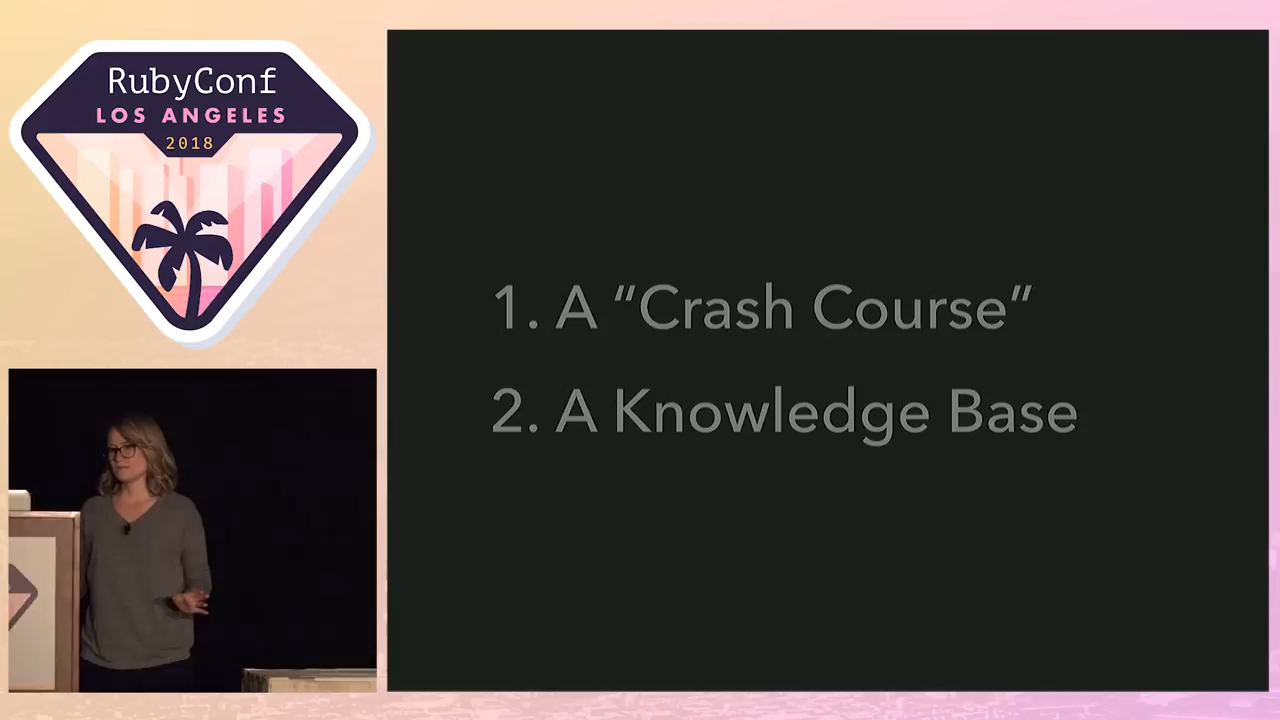 RubyConf
LOS ANGELES
2018
1. A “Crash Course”
2. A Knowledge Base